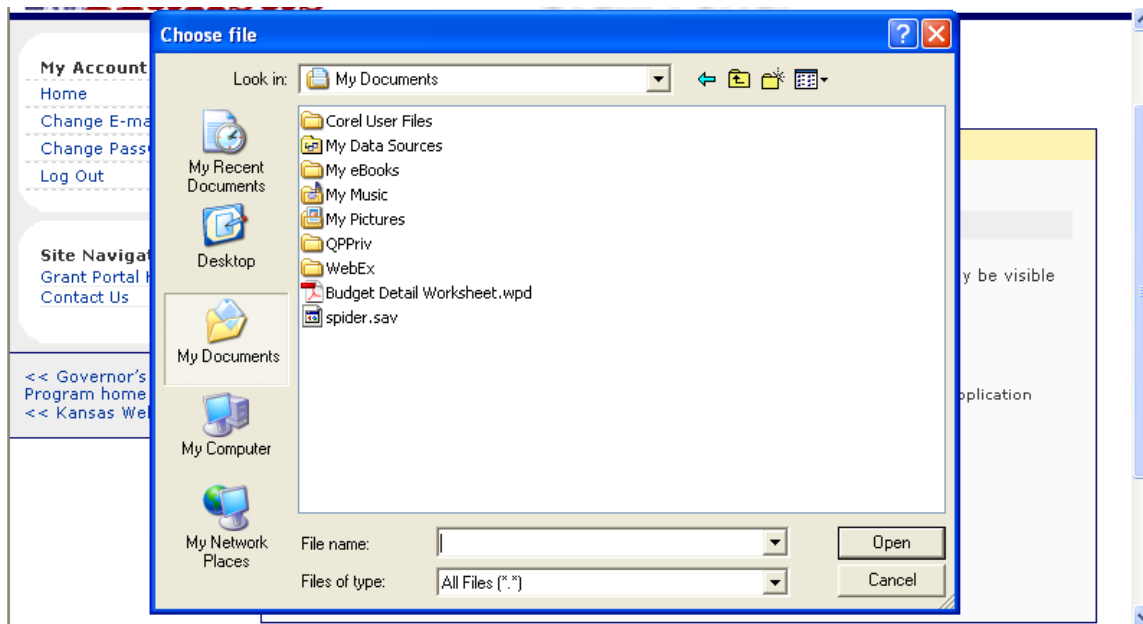 Choose file
My Account
Home
Change E-ma
Change Passw
Log Out
Site Navigat
Grant Portal H
Contact Us
<< Governor's
Program home
<< Kansas Wel
Look in:
My Documents
My Recent
Documents
Desktop
My Documents
My Computer
My Network
Places
Corel User Files
My Data Sources
My eBooks
My Music
My Pictures
QPPriv
WebEx
Budget Detail Worksheet.wpd
spider.sav
File name:
Open
Files of type:
All Files (*.*)
Cancel
y be visible
pplication